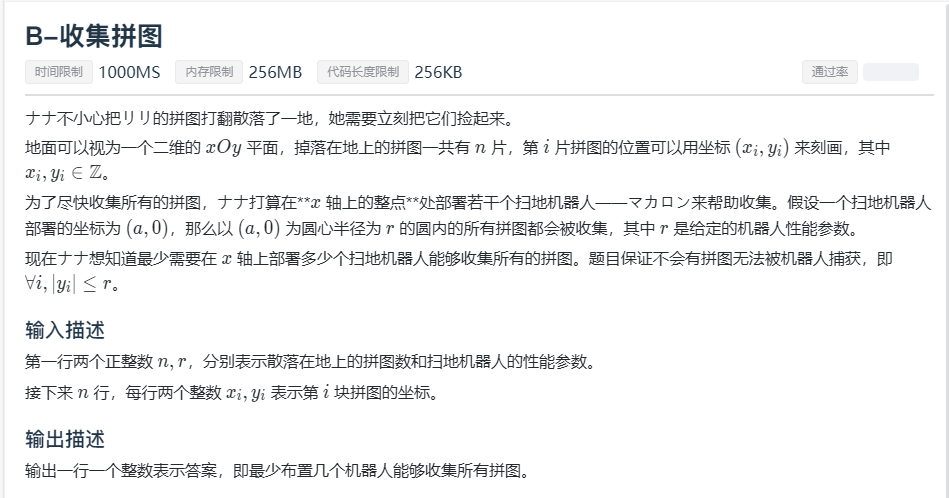 B–收集拼图
时间限制 1000MS 内存限制 256MB 代码长度限制 256KB 通过率
ナナ不小心把リリ的拼图打翻散落了一地，她需要立刻把它们捡起来。
地面可以视为一个二维的 xOy 平面，掉落在地上的拼图一共有 n 片，第 i 片拼图的位置可以用坐标 (x_i, y_i) 来刻画，其中
x_i, y_i ∈ ℤ。
为了尽快收集所有的拼图，ナナ打算在**x 轴上的整点**处部署若干个扫地机器人——マカロン来帮助收集。假设一个扫地机器人
部署的坐标为 (a, 0)，那么以 (a, 0) 为圆心半径为 r 的圆内的所有拼图都会被收集，其中 r 是给定的机器人性能参数。
现在ナナ想知道最少需要在 x 轴上部署多少个扫地机器人能够收集所有的拼图。题目保证不会有拼图无法被机器人捕获，即
∀i, |y_i| ≤ r。
输入描述
第一行两个正整数 n, r，分别表示散落在地上的拼图数和扫地机器人的性能参数。
接下来 n 行，每行两个整数 x_i, y_i 表示第 i 块拼图的坐标。
输出描述
输出一行一个整数表示答案，即最少布置几个机器人能够收集所有拼图。